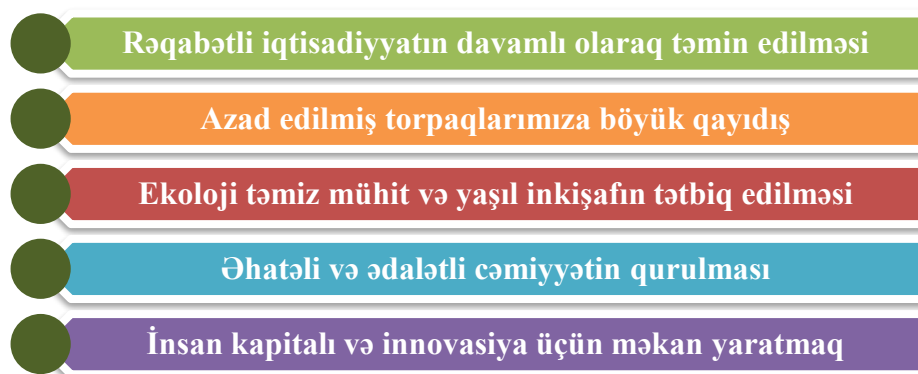 Rəqabətli iqtisadiyyatın davamlı olaraq təmin edilməsi
Azad edilmiş torpaqlarımıza böyük qayıdış
Ekoloji təmiz mühit və yaşıl inkişafın tətbiq edilməsi
Əhatəli və ədalətli cəmiyyətin qurulması
İnsan kapitalı və innovasiya üçün məkan yaratmaq